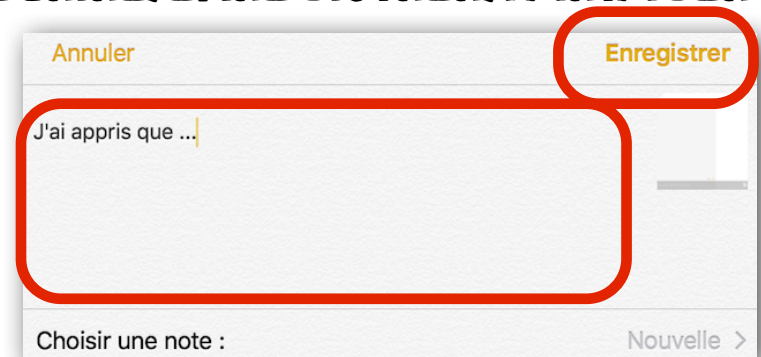 Annuler Enregistrer
J'ai appris que ...
Choisir une note : Nouvelle >